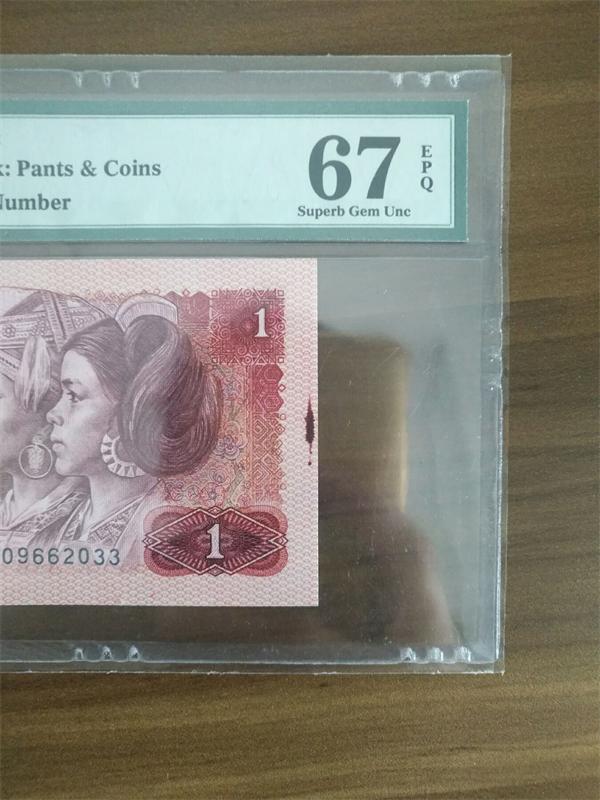 k: Pants & Coins
Number
67
EPQ
Superb Gem Unc
1
1
09662033